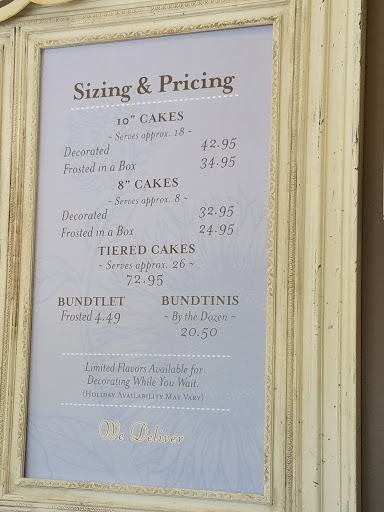 Sizing & Pricing
10" CAKES
~ Serves approx. 18 ~
Decorated 42.95
Frosted in a Box 34.95
8" CAKES
~ Serves approx. 8 ~
Decorated 32.95
Frosted in a Box 24.95
TIERED CAKES
~ Serves approx. 26 ~
72.95
BUNDTLET BUNDTINIS
Frosted 4.49 ~ By the Dozen ~
20.50
Limited Flavors Available for
Decorating While You Wait.
(HOLIDAY AVAILABILITY MAY VARY)
We Deliver